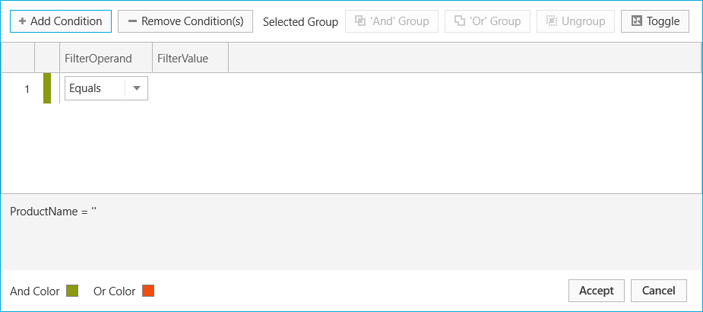 + Add Condition − Remove Condition(s) Selected Group 'And' Group 'Or' Group Ungroup Toggle
FilterOperand FilterValue
1 Equals
ProductName = ''
And Color Or Color Accept Cancel